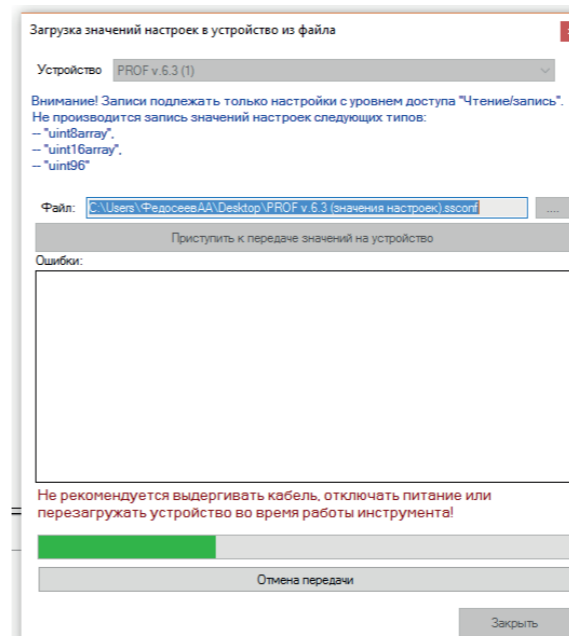 Загрузка значений настроек в устройство из файла
Устройство PROF v.6.3 (1)
Внимание! Записи подлежать только настройки с уровнем доступа "Чтение/запись".
Не производится запись значений настроек следующих типов:
-- "uint8array",
-- "uint16array",
-- "uint96"
Файл: C:\Users\ФедосеевАА\Desktop\PROF v.6.3 (значения настроек).ssconf ....
Приступить к передаче значений на устройство
Ошибки:
Не рекомендуется выдергивать кабель, отключать питание или
перезагружать устройство во время работы инструмента!
Отмена передачи
Закрыть